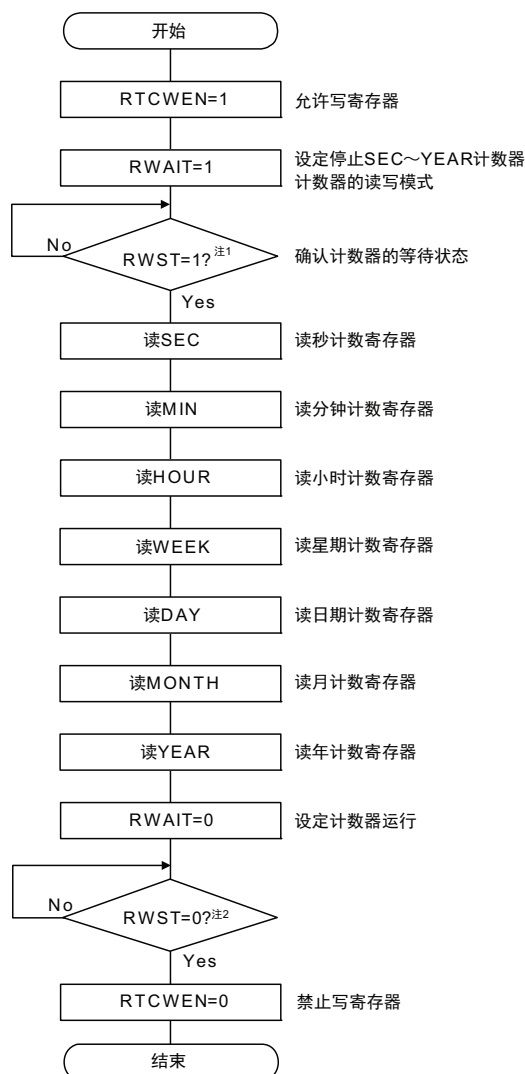 开始
RTCWEN=1 允许写寄存器
RWAIT=1 设定停止SEC～YEAR计数器
计数器的读写模式
No RWST=1?注1 确认计数器的等待状态
Yes
读SEC 读秒计数寄存器
读MIN 读分钟计数寄存器
读HOUR 读小时计数寄存器
读WEEK 读星期计数寄存器
读DAY 读日期计数寄存器
读MONTH 读月计数寄存器
读YEAR 读年计数寄存器
RWAIT=0 设定计数器运行
No RWST=0?注2
Yes
RTCWEN=0 禁止写寄存器
结束